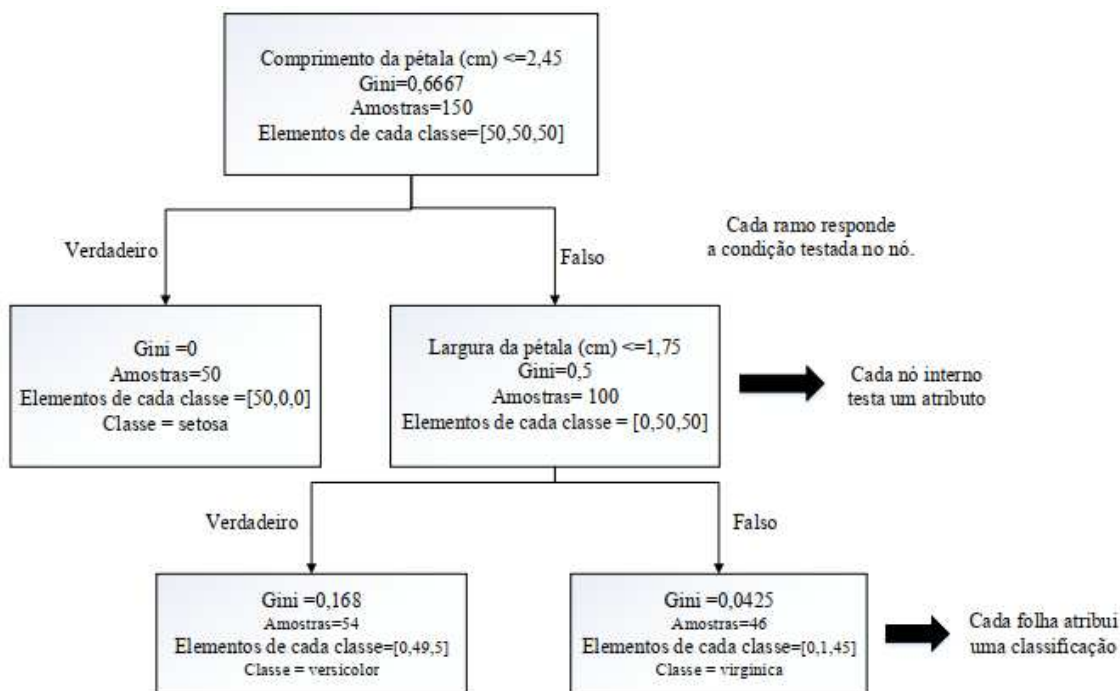 Comprimento da pétala (cm) <=2,45
Gini=0,6667
Amostras=150
Elementos de cada classe=[50,50,50]
Verdadeiro
Falso
Cada ramo responde
a condição testada no nó.
Gini =0
Amostras=50
Elementos de cada classe =[50,0,0]
Classe = setosa
Largura da pétala (cm) <=1,75
Gini=0,5
Amostras= 100
Elementos de cada classe = [0,50,50]
Cada nó interno
testa um atributo
Verdadeiro
Falso
Gini =0,168
Amostras=54
Elementos de cada classe=[0,49,5]
Classe = versicolor
Gini =0,0425
Amostras=46
Elementos de cada classe=[0,1,45]
Classe = virgínica
Cada folha atribui
uma classificação